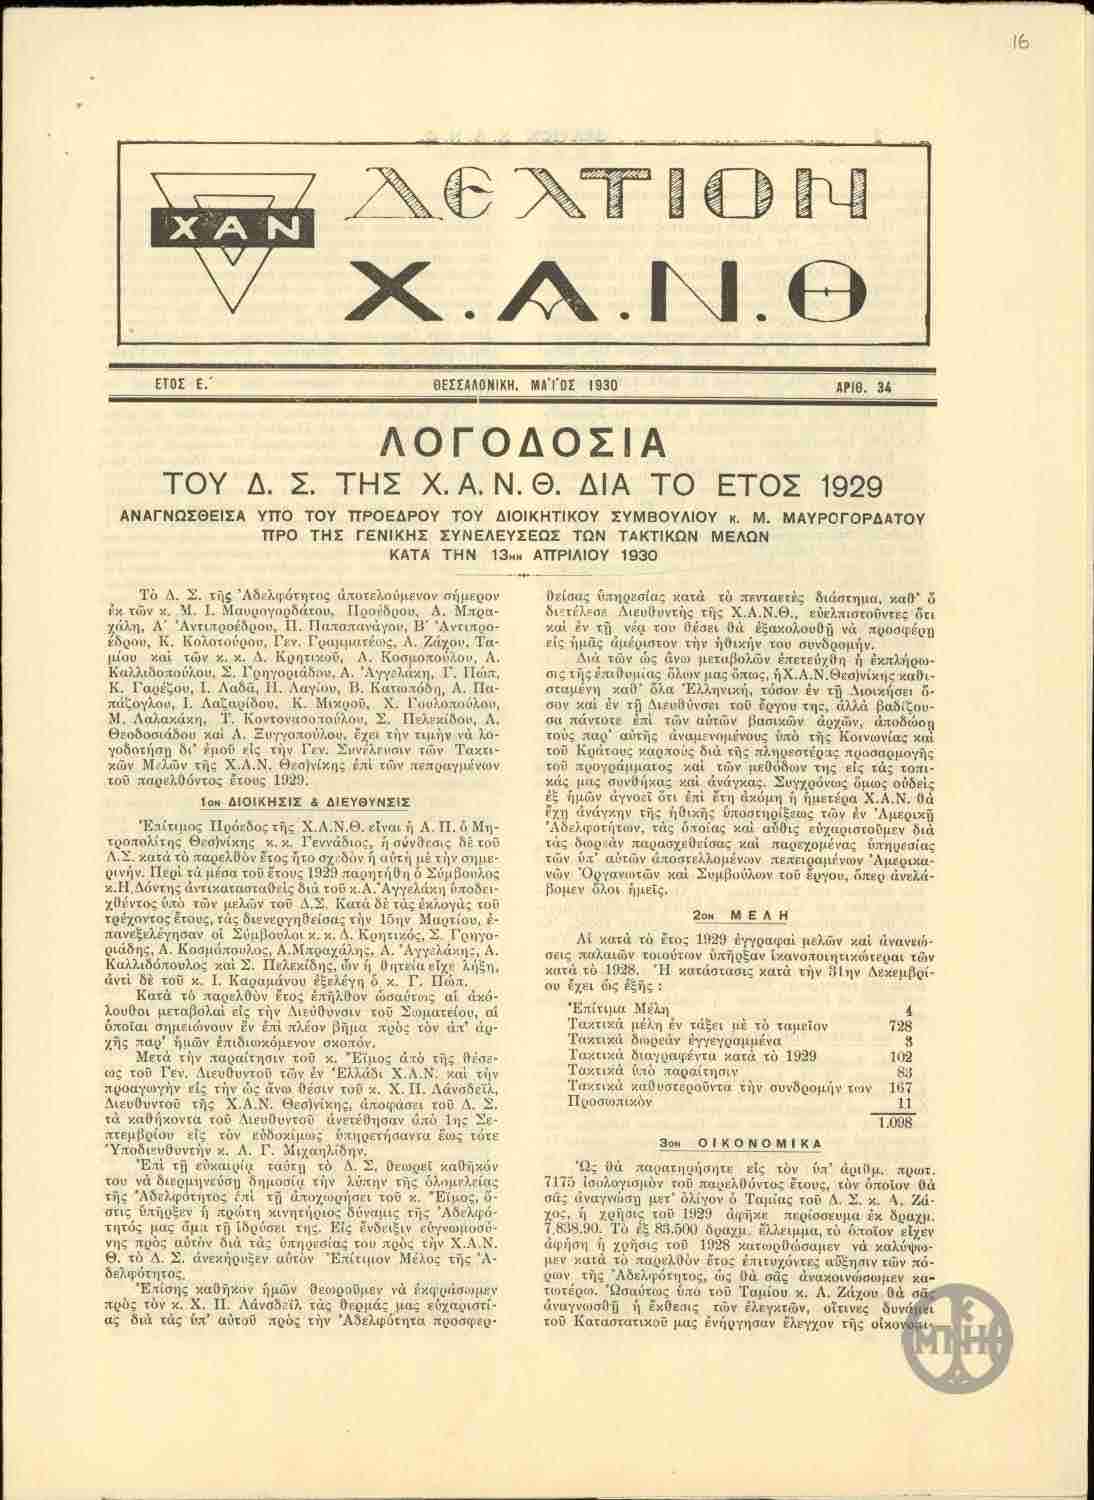 16
ΧΑΝ
ΔΕΛΤΙΟΝ
Χ.Α.Ν.Θ
ΕΤΟΣ Ε.΄ ΘΕΣΣΑΛΟΝΙΚΗ, ΜΑΪΟΣ 1930 ΑΡΙΘ. 34
ΛΟΓΟΔΟΣΙΑ
ΤΟΥ Δ. Σ. ΤΗΣ Χ. Α. Ν. Θ. ΔΙΑ ΤΟ ΕΤΟΣ 1929
ΑΝΑΓΝΩΣΘΕΙΣΑ ΥΠΟ ΤΟΥ ΠΡΟΕΔΡΟΥ ΤΟΥ ΔΙΟΙΚΗΤΙΚΟΥ ΣΥΜΒΟΥΛΙΟΥ κ. Μ. ΜΑΥΡΟΓΟΡΔΑΤΟΥ
ΠΡΟ ΤΗΣ ΓΕΝΙΚΗΣ ΣΥΝΕΛΕΥΣΕΩΣ ΤΩΝ ΤΑΚΤΙΚΩΝ ΜΕΛΩΝ
ΚΑΤΑ ΤΗΝ 13ΗΝ ΑΠΡΙΛΙΟΥ 1930
Τὸ Δ. Σ. τῆς Ἀδελφότητος ἀποτελούμενον σήμερον
ἐκ τῶν κ. Μ. Ι. Μαυρογορδάτου, Προέδρου, Α. Μπρα-
χάλη, Α΄ Ἀντιπροέδρου, Π. Παπαπανάγου, Β΄ Ἀντιπρο-
έδρου, Κ. Κολοτούρου, Γεν. Γραμματέως, Α. Ζάχου, Τα-
μίου καὶ τῶν κ. κ. Δ. Κρητικοῦ, Α. Κοσμοπούλου, Α.
Καλλιδοπούλου, Σ. Γρηγοριάδου, Α. Ἀγγελάκη, Γ. Πώπ,
Κ. Γαρέζου, Ι. Λαδᾶ, Π. Λαγίου, Β. Κατωπόδη, Α. Πα-
πάζογλου, Ι. Λαζαρίδου, Κ. Μικροῦ, Χ. Γουλοπούλου,
Μ. Λαλακάκη, Τ. Κοντονασοπούλου, Σ. Πελεκίδου, Α.
Θεοδοσιάδου καὶ Α. Ξυγγοπούλου, ἔχει τὴν τιμὴν νὰ λο-
γοδοτήσῃ δι' ἐμοῦ εἰς τὴν Γεν. Συνέλευσιν τῶν Τακτι-
κῶν Μελῶν τῆς Χ.Α.Ν. Θεσ)νίκης ἐπὶ τῶν πεπραγμένων
τοῦ παρελθόντος ἔτους 1929.
1ον ΔΙΟΙΚΗΣΙΣ & ΔΙΕΥΘΥΝΣΙΣ
Ἐπίτιμος Πρόεδος τῆς Χ.Α.Ν.Θ. εἶναι ἡ Α. Π. ὁ Μη-
τροπολίτης Θεσ)νίκης κ. κ. Γεννάδιος, ἡ σύνθεσις δὲ τοῦ
Δ.Σ. κατὰ τὸ παρελθὸν ἔτος ἦτο σχεδὸν ἡ αὐτὴ μὲ τὴν σημε-
ρινήν. Περὶ τὰ μέσα τοῦ ἔτους 1929 παρητήθη ὁ Σύμβουλος
κ.Η.Δόντης ἀντικατασταθεὶς διὰ τοῦ κ.Α.Ἀγγελάκη ὑποδει-
χθέντος ὑπὸ τῶν μελῶν τοῦ Δ.Σ. Κατὰ δὲ τὰς ἐκλογὰς τοῦ
τρέχοντος ἔτους, τὰς διενεργηθείσας τὴν 15ην Μαρτίου, ἐ-
πανεξελέγησαν οἱ Σύμβουλοι κ. κ. Δ. Κρητικός, Σ. Γρηγο-
ριάδης, Α. Κοσμόπουλος, Α.Μπραχάλης, Α. Ἀγγελάκης, Α.
Καλλιδόπουλος καὶ Σ. Πελεκίδης, ὧν ἡ θητεία εἶχε λήξη,
ἀντὶ δὲ τοῦ κ. Ι. Καραμάνου ἐξελέγη ὁ κ. Γ. Πώπ.
Κατὰ τὸ παρελθὸν ἔτος ἐπῆλθον ὡσαύτως αἱ ἀκό-
λουθοι μεταβολαὶ εἰς τὴν Διεύθυνσιν τοῦ Σωματείου, αἱ
ὁποῖαι σημειώνουν ἓν ἐπὶ πλέον βῆμα πρὸς τὸν ἀπ' ἀρ-
χῆς παρ' ἡμῶν ἐπιδιωκόμενον σκοπόν.
Μετὰ τὴν παραίτησιν τοῦ κ. Ἔϊμος ἀπὸ τῆς θέσε-
ως τοῦ Γεν. Διευθυντοῦ τῶν ἐν Ἑλλάδι Χ.Α.Ν. καὶ τὴν
προαγωγὴν εἰς τὴν ὡς ἄνω θέσιν τοῦ κ. Χ. Π. Λάνσδεϊλ,
Διευθυντοῦ τῆς Χ.Α.Ν. Θεσ)νίκης, ἀποφάσει τοῦ Δ. Σ.
τὰ καθήκοντα τοῦ Διευθυντοῦ ἀνετέθησαν ἀπὸ 1ης Σε-
πτεμβρίου εἰς τὸν εὐδοκίμως ὑπηρετήσαντα ἕως τότε
Ὑποδιευθυντὴν κ. Α. Γ. Μιχαηλίδην.
Ἐπὶ τῇ εὐκαιρίᾳ ταύτῃ τὸ Δ. Σ. θεωρεῖ καθῆκόν
του νὰ διερμηνεύσῃ δημοσίᾳ τὴν λύπην τῆς ὁλομελείας
τῆς Ἀδελφότητος ἐπὶ τῇ ἀποχωρήσει τοῦ κ. Ἔϊμος, ὅ-
στις ὑπῆρξεν ἡ πρώτη κινητήριος δύναμις τῆς Ἀδελφό-
τητός μας ἅμα τῇ ἱδρύσει της. Εἰς ἔνδειξιν εὐγνωμοσύ-
νης πρὸς αὐτὸν διὰ τὰς ὑπηρεσίας του πρὸς τὴν Χ.Α.Ν.
Θ. τὸ Δ. Σ. ἀνεκήρυξεν αὐτὸν Ἐπίτιμον Μέλος τῆς Ἀ-
δελφότητος.
Ἐπίσης καθῆκον ἡμῶν θεωροῦμεν νὰ ἐκφράσωμεν
πρὸς τὸν κ. Χ. Π. Λάνσδεϊλ τὰς θερμάς μας εὐχαριστί-
ας διὰ τὰς ὑπ' αὐτοῦ πρὸς τὴν Ἀδελφότητα προσφερ-
θείσας ὑπηρεσίας κατὰ τὸ πενταετὲς διάστημα, καθ' ὃ
διετέλεσε Διευθυντὴς τῆς Χ.Α.Ν.Θ., εὐελπιστοῦντες ὅτι
καὶ ἐν τῇ νέᾳ του θέσει θὰ ἐξακολουθῇ νὰ προσφέρῃ
εἰς ἡμᾶς ἀμέριστον τὴν ἠθικήν του συνδρομήν.
Διὰ τῶν ὡς ἄνω μεταβολῶν ἐπετεύχθη ἡ ἐκπλήρω-
σις τῆς ἐπιθυμίας ὅλων μας ὅπως, ἡ Χ.Α.Ν.Θεσ)νίκης καθι-
σταμένη καθ' ὅλα Ἑλληνική, τόσον ἐν τῇ Διοικήσει ὅ-
σον καὶ ἐν τῇ Διευθύνσει τοῦ ἔργου της, ἀλλὰ βαδίζου-
σα πάντοτε ἐπὶ τῶν αὐτῶν βασικῶν ἀρχῶν, ἀποδώσῃ
τοὺς παρ' αὐτῆς ἀναμενομένους ὑπὸ τῆς Κοινωνίας καὶ
τοῦ Κράτους καρποὺς διὰ τῆς πληρεστέρας προσαρμογῆς
τοῦ προγράμματος καὶ τῶν μεθόδων της εἰς τὰς τοπι-
κάς μας συνθήκας καὶ ἀνάγκας. Συγχρόνως ὅμως οὐδεὶς
ἐξ ἡμῶν ἀγνοεῖ ὅτι ἐπὶ ἔτη ἀκόμη ἡ ἡμετέρα Χ.Α.Ν. θὰ
ἔχῃ ἀνάγκην τῆς ἠθικῆς ὑποστηρίξεως τῶν ἐν Ἀμερικῇ
Ἀδελφοτήτων, τὰς ὁποίας καὶ αὖθις εὐχαριστοῦμεν διὰ
τὰς δωρεὰν παρασχεθείσας καὶ παρεχομένας ὑπηρεσίας
τῶν ὑπ' αὐτῶν ἀποστελλομένων πεπειραμένων Ἀμερικα-
νῶν Ὀργανωτῶν καὶ Συμβούλων τοῦ ἔργου, ὅπερ ἀνελά-
βομεν ὅλοι ἡμεῖς.
2ον ΜΕΛΗ
Αἱ κατὰ τὸ ἔτος 1929 ἐγγραφαὶ μελῶν καὶ ἀνανεώ-
σεις παλαιῶν τοιούτων ὑπῆρξαν ἱκανοποιητικώτεραι τῶν
κατὰ τὸ 1928. Ἡ κατάστασις κατὰ τὴν 31ην Δεκεμβρί-
ου ἔχει ὡς ἑξῆς :
Ἐπίτιμα Μέλη 4
Τακτικὰ μέλη ἐν τάξει μὲ τὸ ταμεῖον 728
Τακτικὰ δωρεὰν ἐγγεγραμμένα 3
Τακτικὰ διαγραφέντα κατὰ τὸ 1929 102
Τακτικὰ ὑπὸ παραίτησιν 83
Τακτικὰ καθυστεροῦντα τὴν συνδρομήν των 167
Προσωπικὸν 11
1.098
3ον ΟΙΚΟΝΟΜΙΚΑ
Ὡς θὰ παρατηρήσητε εἰς τὸν ὑπ' ἀριθμ. πρωτ.
7175 ἰσολογισμὸν τοῦ παρελθόντος ἔτους, τὸν ὁποῖον θὰ
σᾶς ἀναγνώσῃ μετ' ὀλίγον ὁ Ταμίας τοῦ Δ. Σ. κ. Α. Ζά-
χος, ἡ χρῆσις τοῦ 1929 ἀφῆκε περίσσευμα ἐκ δραχμ.
7.838.90. Τὸ ἐξ 83.500 δραχμ. ἔλλειμμα, τὸ ὁποῖον εἶχεν
ἀφήσῃ ἡ χρῆσις τοῦ 1928 κατωρθώσαμεν νὰ καλύψω-
μεν κατὰ τὸ παρελθὸν ἔτος ἐπιτυχόντες αὔξησιν τῶν πό-
ρων τῆς Ἀδελφότητος, ὡς θὰ σᾶς ἀνακοινώσωμεν κα-
τωτέρω. Ὡσαύτως ὑπὸ τοῦ Ταμίου κ. Α. Ζάχου θὰ σᾶς
ἀναγνωσθῇ ἡ ἔκθεσις τῶν ἐλεγκτῶν, οἵτινες δυνάμει
τοῦ Καταστατικοῦ μας ἐνήργησαν ἔλεγχον τῆς οἰκονομι-
ΜΝΗ